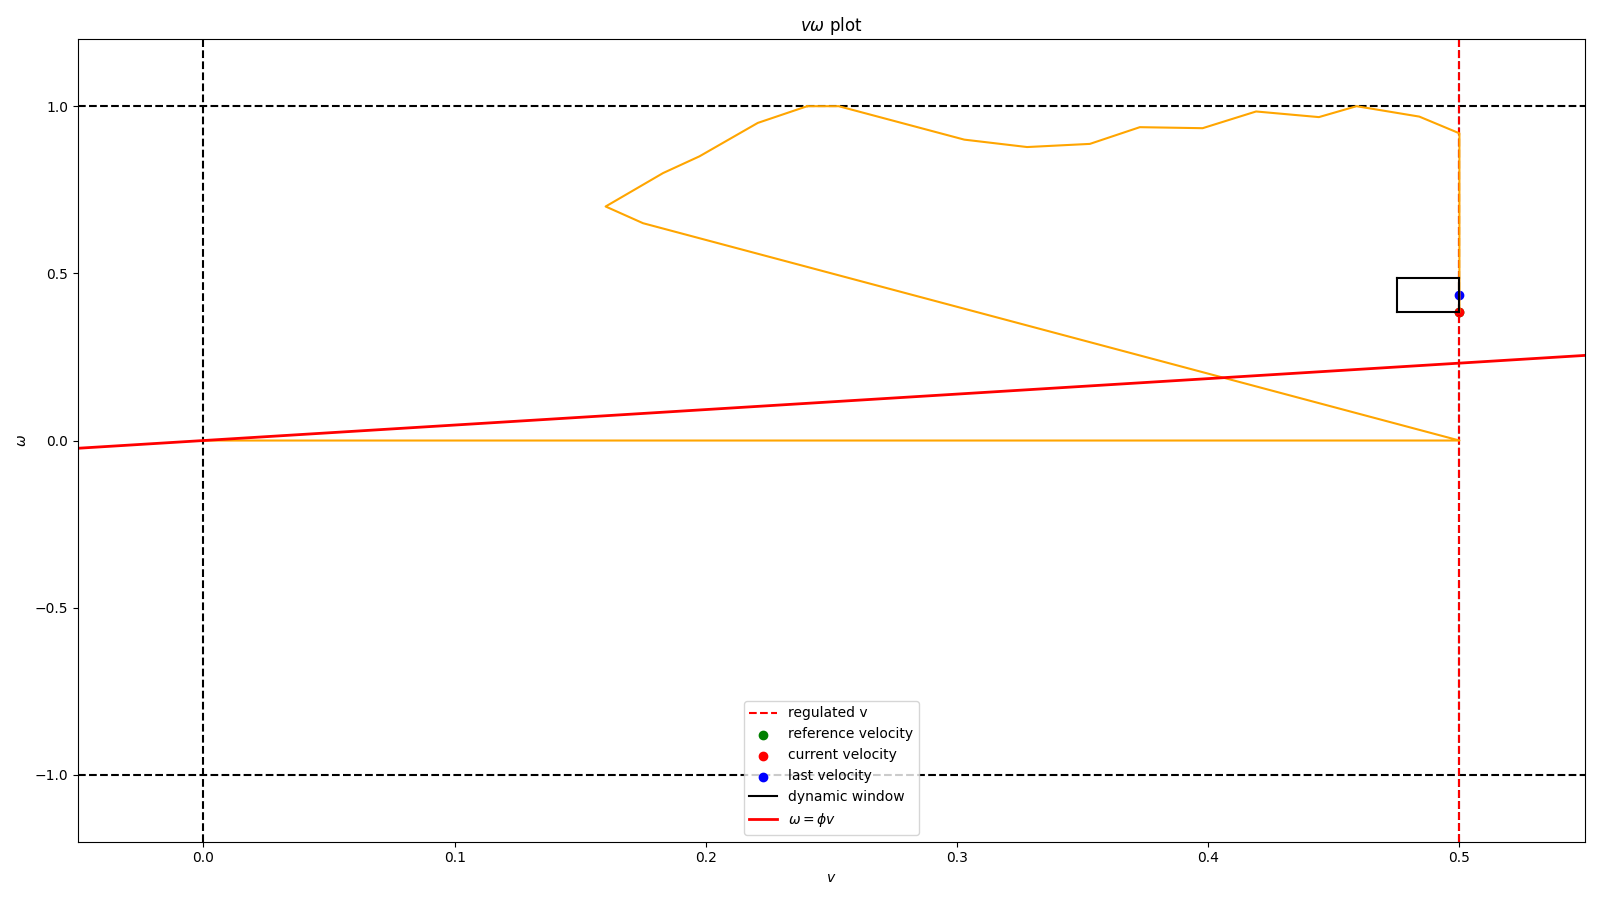 vω plot
1.0
0.5
0.0
−0.5
−1.0
ω
0.0
0.1
0.2
0.3
0.4
0.5
v
regulated v
reference velocity
current velocity
last velocity
dynamic window
ω = ϕv